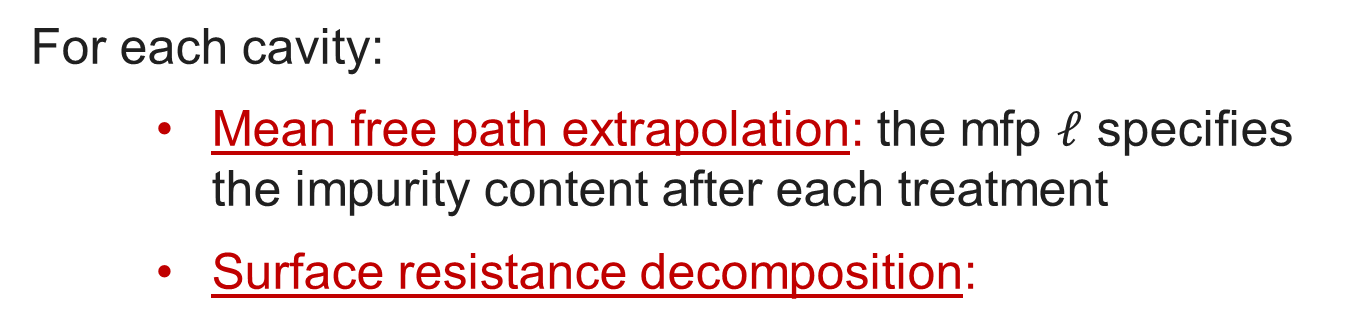 For each cavity:
• Mean free path extrapolation: the mfp ℓ specifies
the impurity content after each treatment
• Surface resistance decomposition: